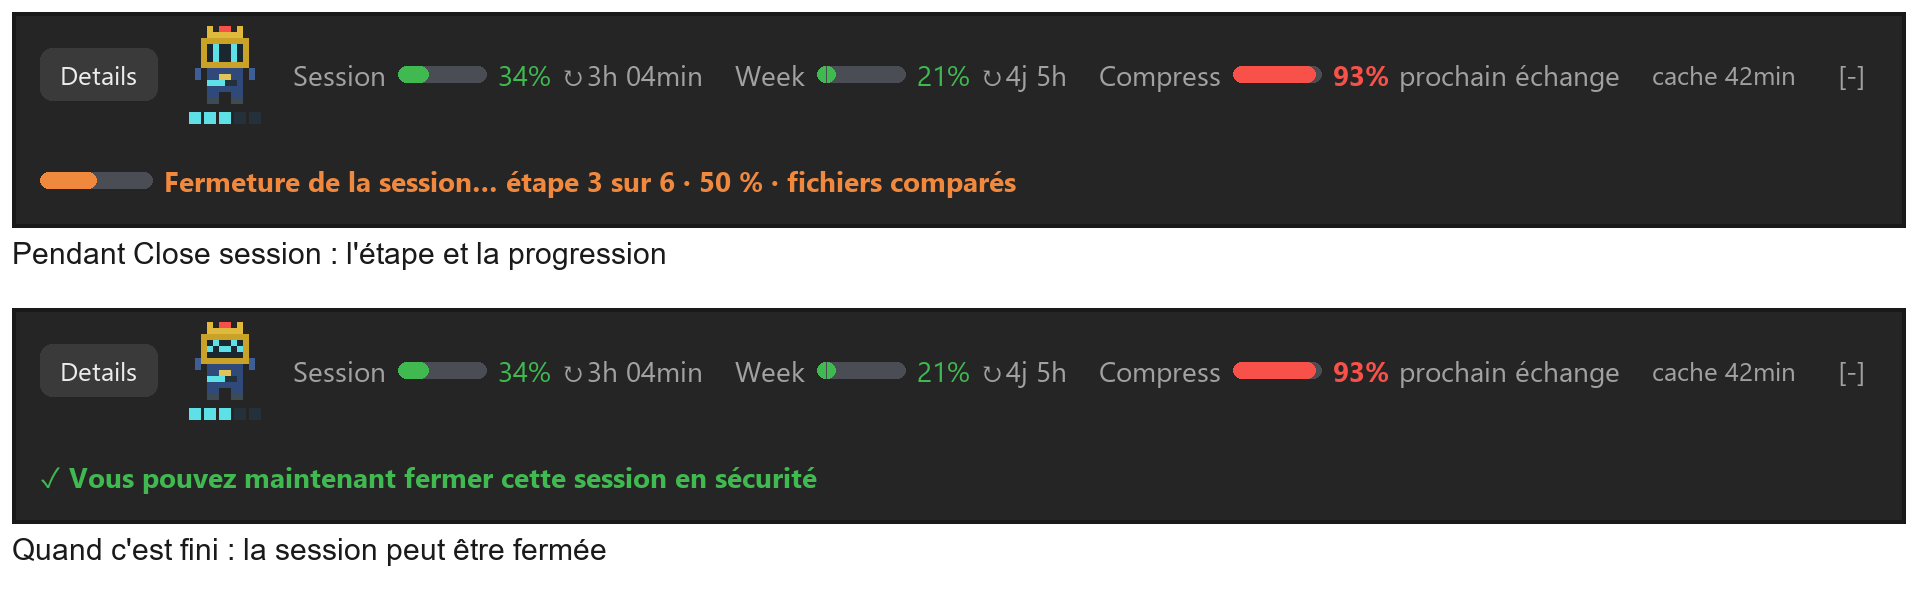 Details Session 34% ↻3h 04min Week 21% ↻4j 5h Compress 93% prochain échange cache 42min [-]
Fermeture de la session... étape 3 sur 6 · 50 % · fichiers comparés
Pendant Close session : l'étape et la progression
Details Session 34% ↻3h 04min Week 21% ↻4j 5h Compress 93% prochain échange cache 42min [-]
✓ Vous pouvez maintenant fermer cette session en sécurité
Quand c'est fini : la session peut être fermée